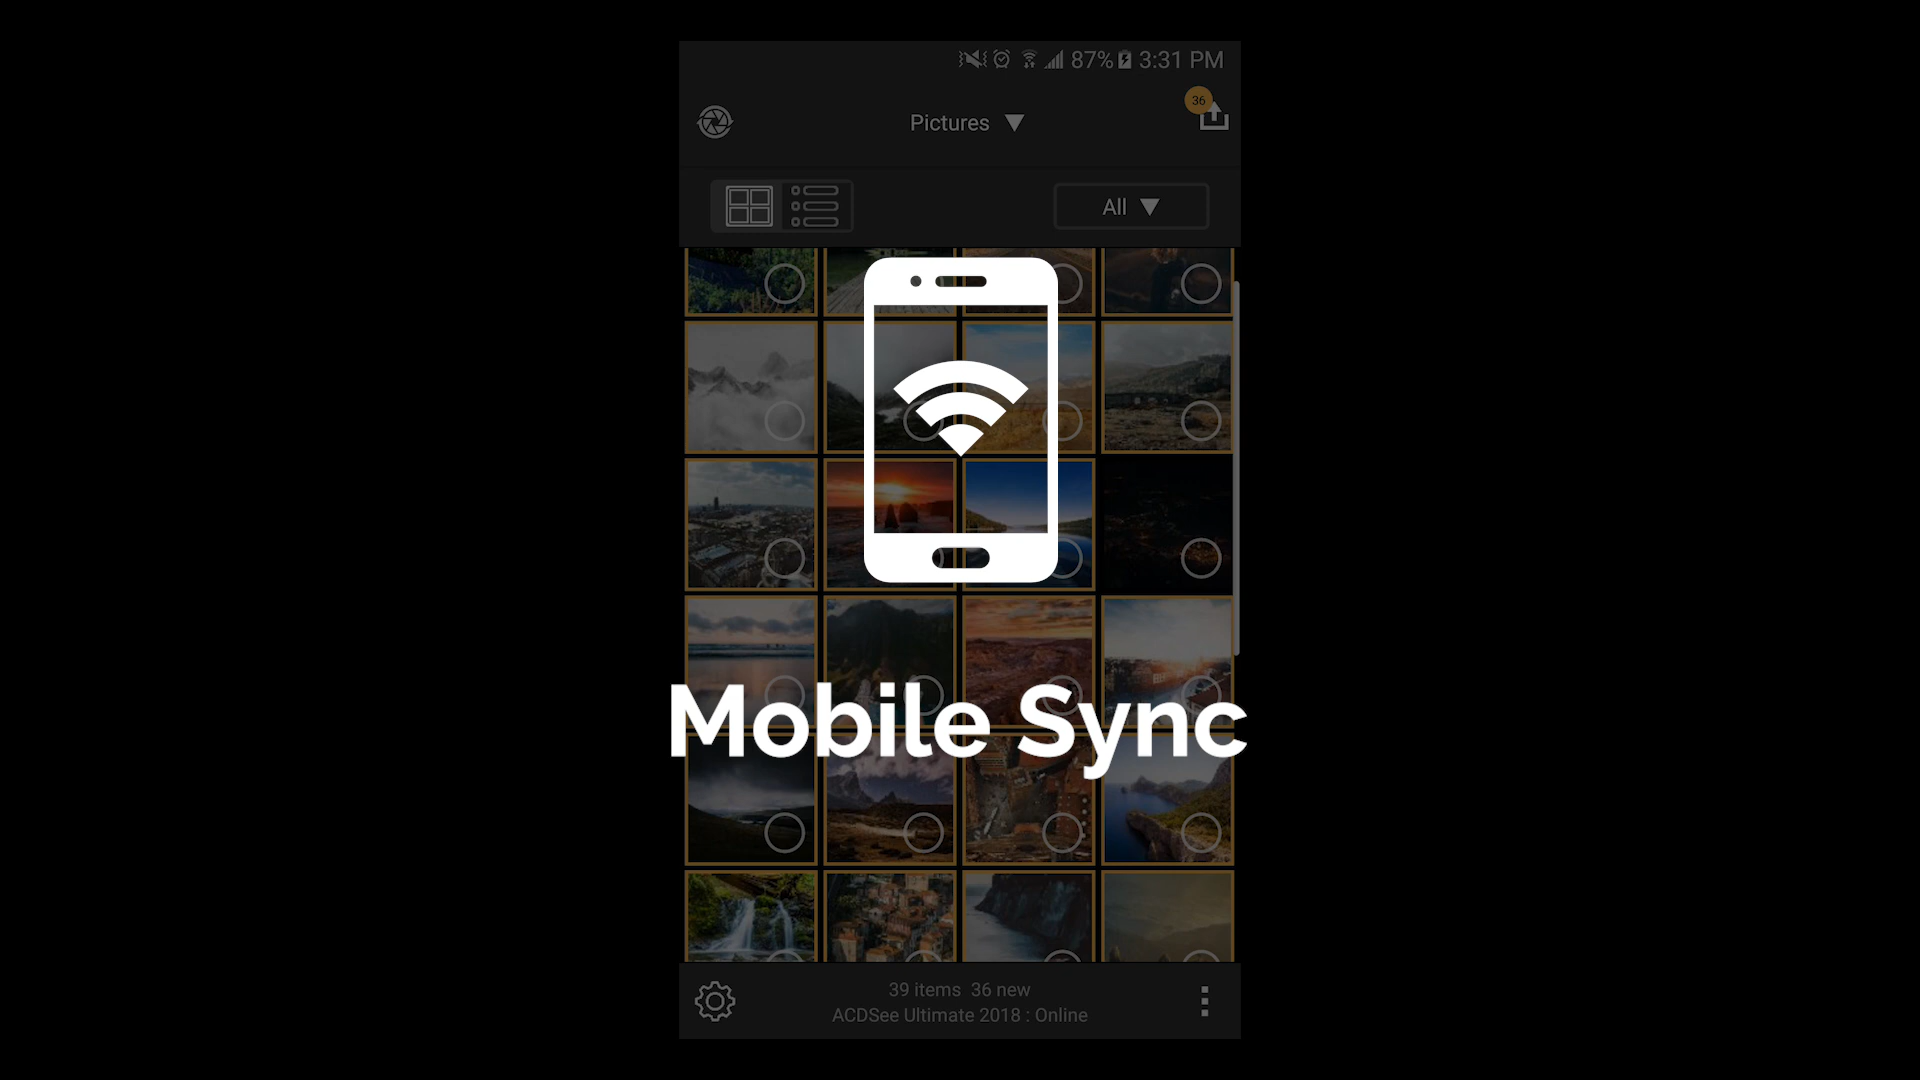 87% 3:31 PM
Pictures
36
All
Mobile Sync
39 items 36 new
ACDSee Ultimate 2018 : Online